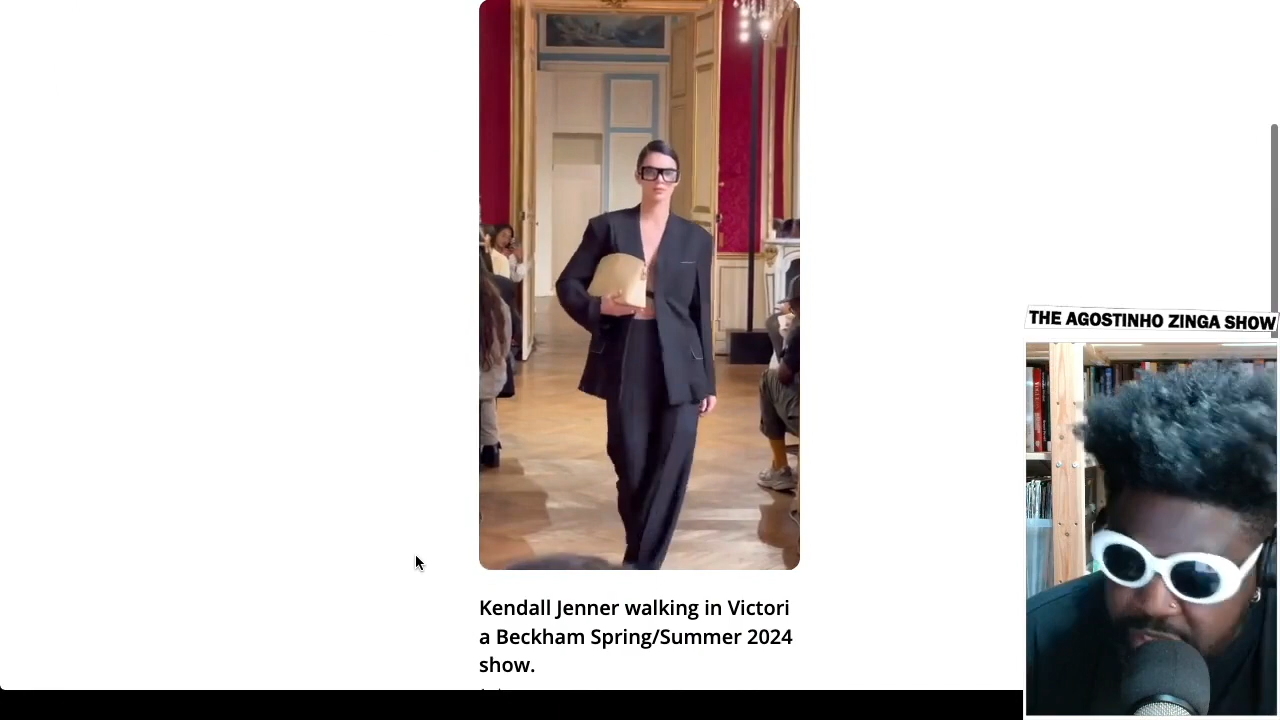 THE AGOSTINHO ZINGA SHOW
Kendall Jenner walking in Victori
a Beckham Spring/Summer 2024
show.